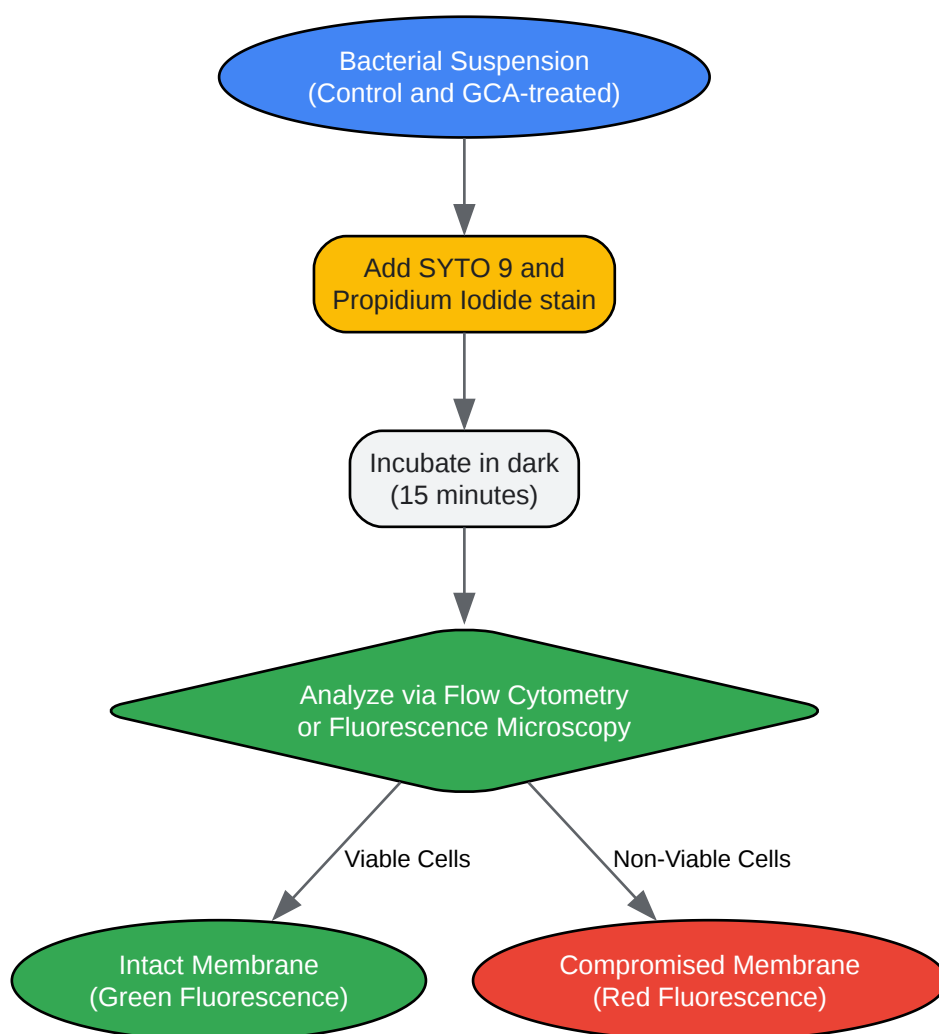 Bacterial Suspension
(Control and GCA-treated)
Add SYTO 9 and
Propidium Iodide stain
Incubate in dark
(15 minutes)
Analyze via Flow Cytometry
or Fluorescence Microscopy
Viable Cells
Non-Viable Cells
Intact Membrane
(Green Fluorescence)
Compromised Membrane
(Red Fluorescence)